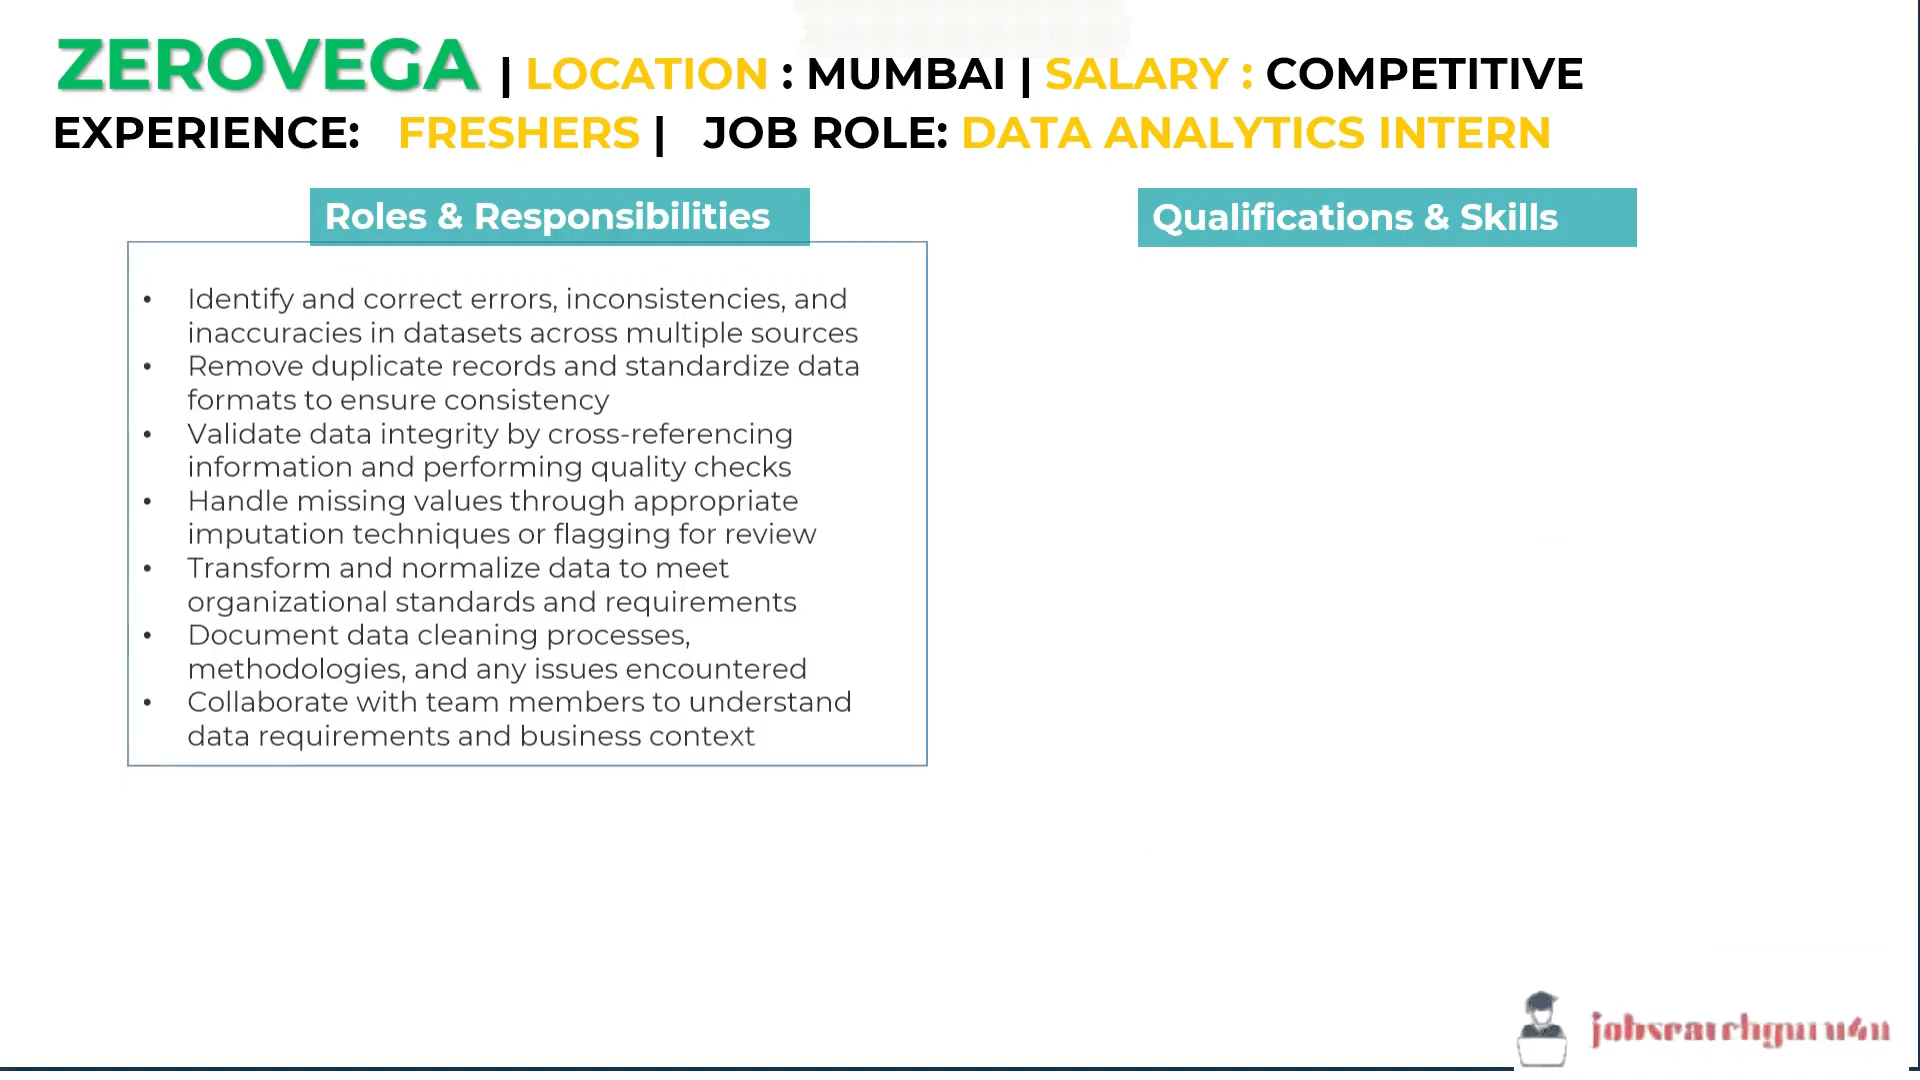 ZEROVEGA | LOCATION : MUMBAI | SALARY : COMPETITIVE
EXPERIENCE: FRESHERS | JOB ROLE: DATA ANALYTICS INTERN
Roles & Responsibilities
• Identify and correct errors, inconsistencies, and
inaccuracies in datasets across multiple sources
• Remove duplicate records and standardize data
formats to ensure consistency
• Validate data integrity by cross-referencing
information and performing quality checks
• Handle missing values through appropriate
imputation techniques or flagging for review
• Transform and normalize data to meet
organizational standards and requirements
• Document data cleaning processes,
methodologies, and any issues encountered
• Collaborate with team members to understand
data requirements and business context
Qualifications & Skills
jobsearchguru4u